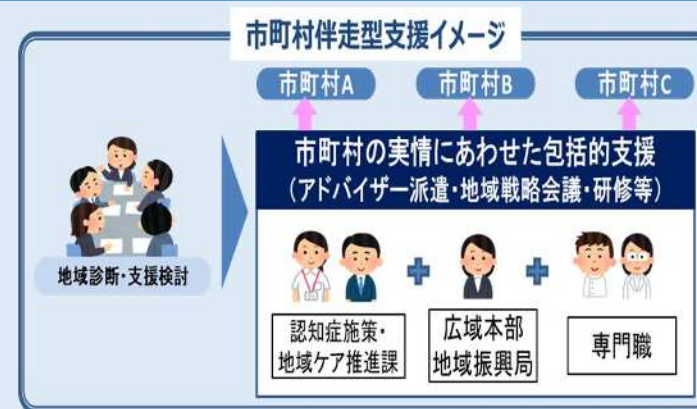 市町村伴走型支援イメージ
市町村A
市町村B
市町村C
市町村の実情にあわせた包括的支援
（アドバイザー派遣・地域戦略会議・研修等）
地域診断・支援検討
認知症施策・
地域ケア推進課
広域本部
地域振興局
専門職